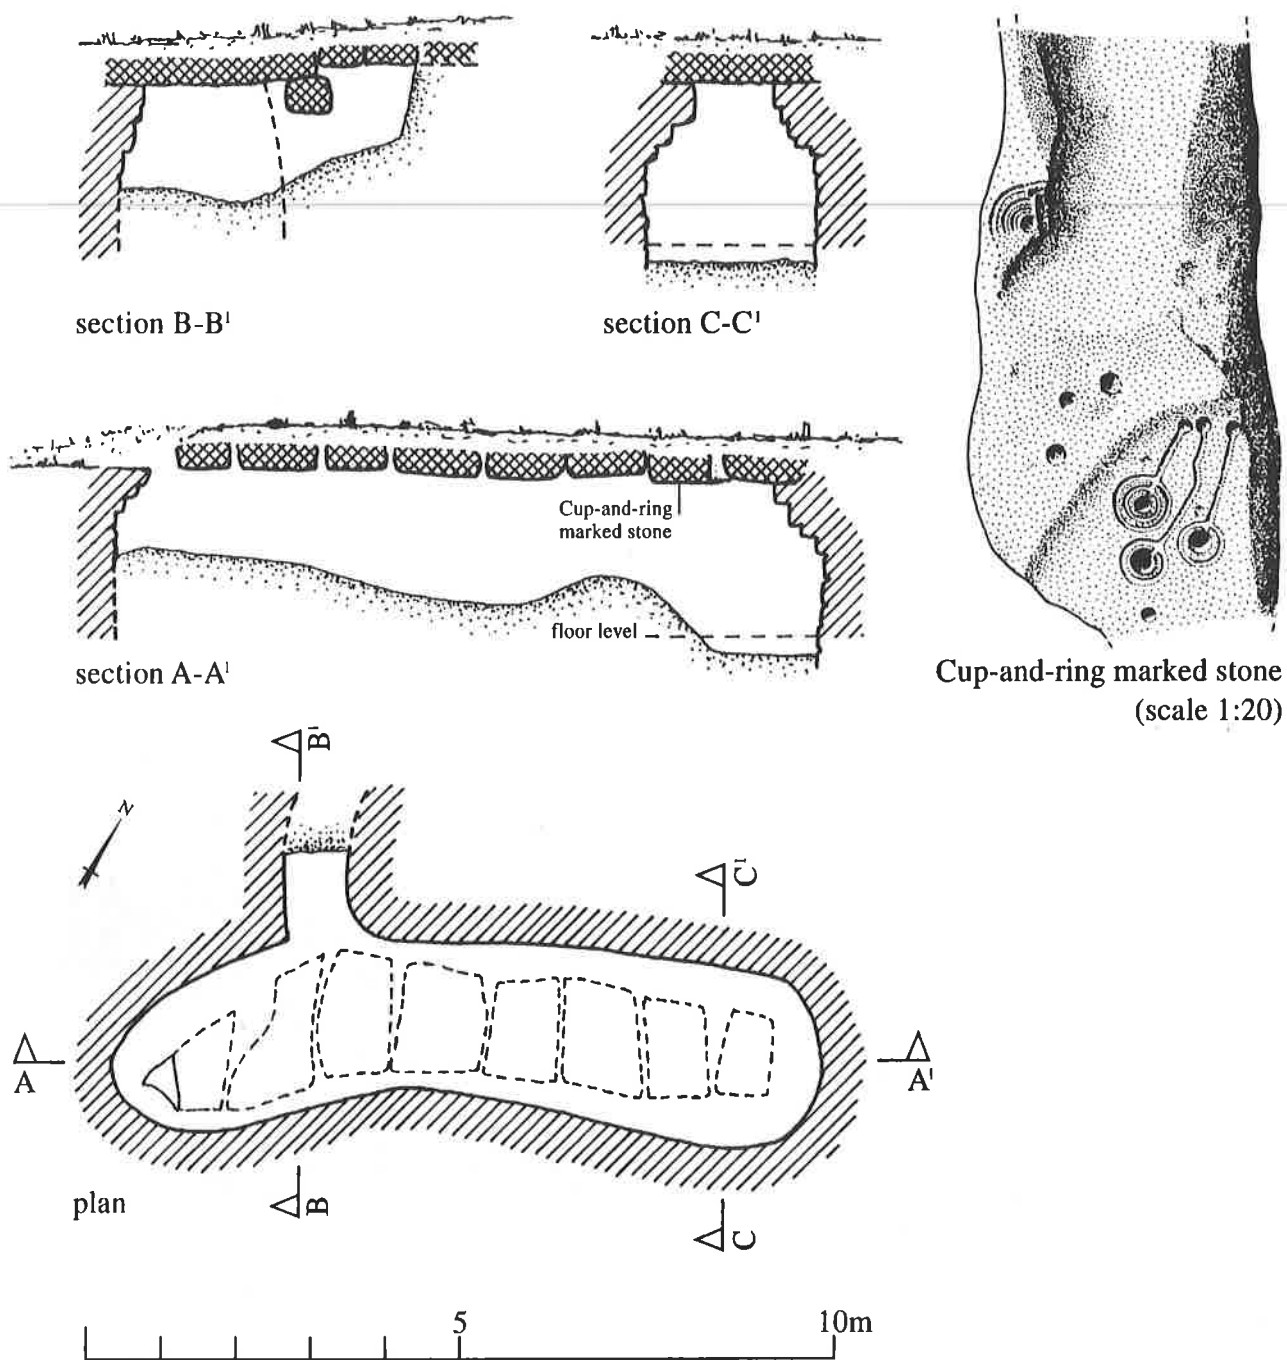 section B-B¹
section C-C¹
Cup-and-ring
marked stone
floor level
section A-A¹
Cup-and-ring marked stone
(scale 1:20)
B¹
N
C¹
A
A¹
plan
B
C
5
10m